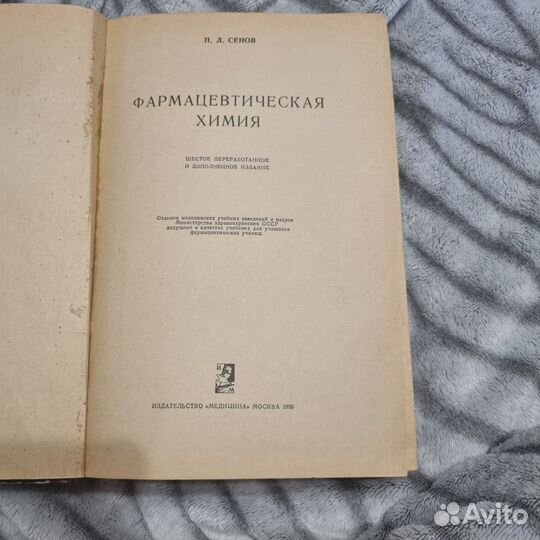 П. Л. СЕНОВ
ФАРМАЦЕВТИЧЕСКАЯ
ХИМИЯ
ШЕСТОЕ ПЕРЕРАБОТАННОЕ
И ДОПОЛНЕННОЕ ИЗДАНИЕ
Отделом медицинских учебных заведений и кадров
Министерства здравоохранения СССР
допущено в качестве учебника для учащихся
фармацевтических училищ
И
М
ИЗДАТЕЛЬСТВО «МЕДИЦИНА» МОСКВА
Avito